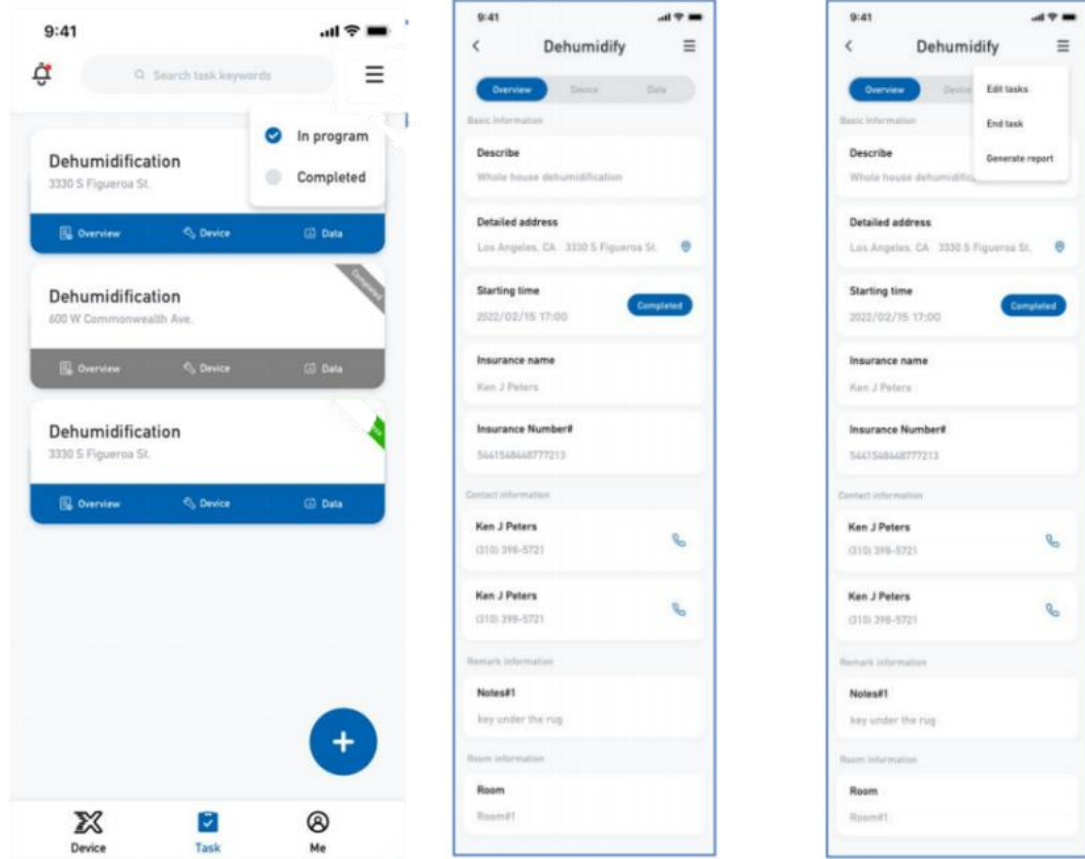 9:41
Search task keywords
In program
Completed
Dehumidification
3330 S Figueroa St.
Overview Device Data
Completed
Dehumidification
600 W Commonwealth Ave.
Overview Device Data
Dehumidification
3330 S Figueroa St.
Overview Device Data
+
Device Task Me
9:41
Dehumidify
Overview Device Data
Basic Information
Describe
Whole house dehumidification
Detailed address
Los Angeles, CA 3330 S Figueroa St.
Starting time
Completed
2022/02/15 17:00
Insurance name
Ken J Peters
Insurance Number#
5441548448777213
Contact information
Ken J Peters
(310) 398-5721
Ken J Peters
(310) 398-5721
Remark information
Notes#1
key under the rug
Room information
Room
Room#1
9:41
Dehumidify
Overview Device
Edit tasks
End task
Generate report
Basic information
Describe
Whole house dehumidific
Detailed address
Los Angeles, CA 3330 S Figueroa St.
Starting time
Completed
2022/02/15 17:00
Insurance name
Ken J Peters
Insurance Number#
5441548448777213
Contact information
Ken J Peters
(310) 398-5721
Ken J Peters
(310) 398-5721
Remark information
Notes#1
key under the rug
Room information
Room
Room#1